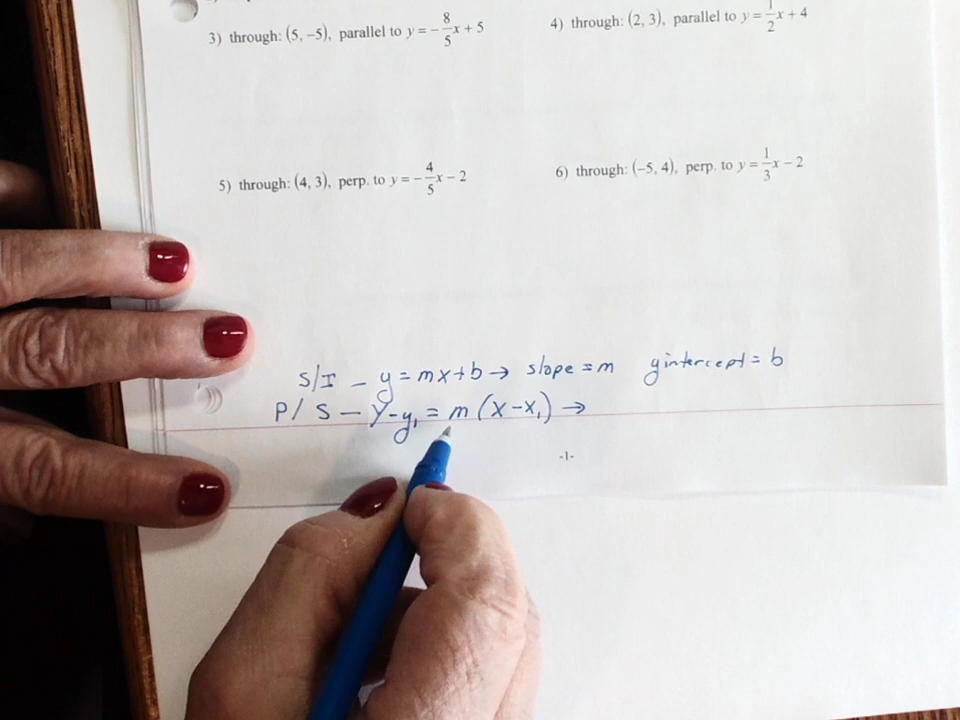 3) through: (5, −5), parallel to y = −8/5x + 5
4) through: (2, 3), parallel to y = 1/2x + 4
5) through: (4, 3), perp. to y = −4/5x − 2
6) through: (−5, 4), perp. to y = 1/3x − 2
S/I – y = mx+b → slope = m yintercept = b
P/S – y−y₁ = m(x−x₁) →
-1-